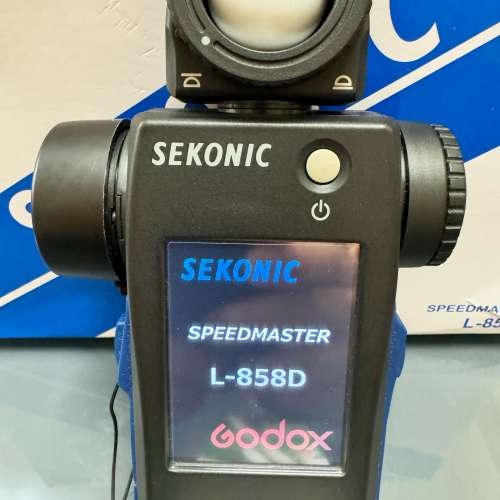 SEKONIC
SEKONIC
SPEEDMASTER
L-858D
Godox